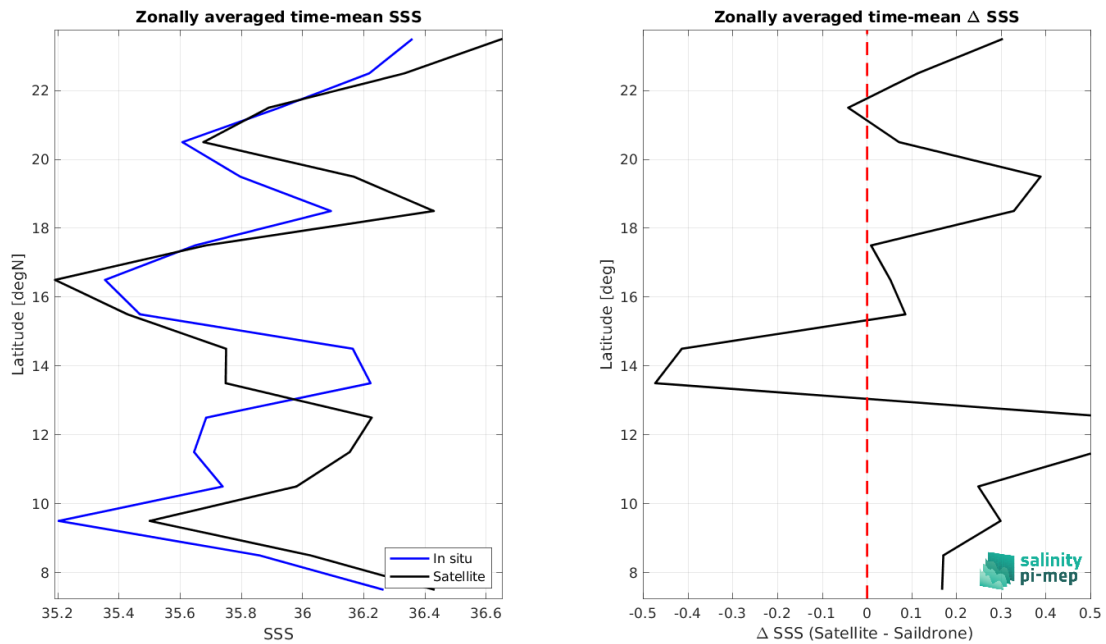 Zonally averaged time-mean SSS
22
20
18
16
14
12
10
8
Latitude [degN]
35.2 35.4 35.6 35.8 36 36.2 36.4 36.6
SSS
In situ
Satellite
Zonally averaged time-mean Δ SSS
22
20
18
16
14
12
10
8
Latitude [deg]
-0.5 -0.4 -0.3 -0.2 -0.1 0 0.1 0.2 0.3 0.4 0.5
Δ SSS (Satellite - Saildrone)
salinity
pi-mep